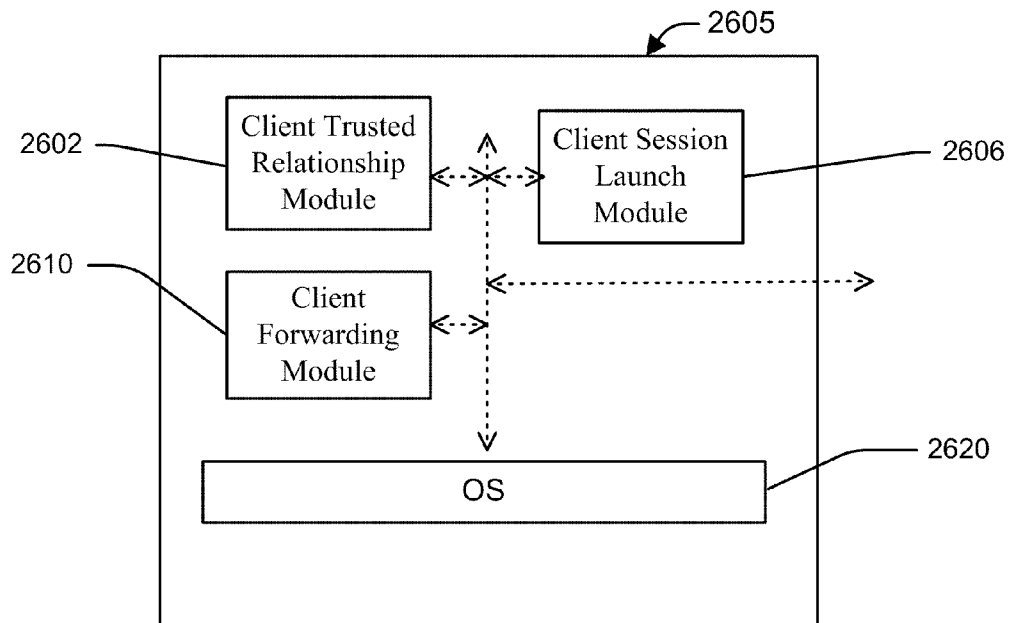 2605
Client Trusted
Relationship
Module
2602
Client Session
Launch
Module
2606
2610
Client
Forwarding
Module
2620
OS